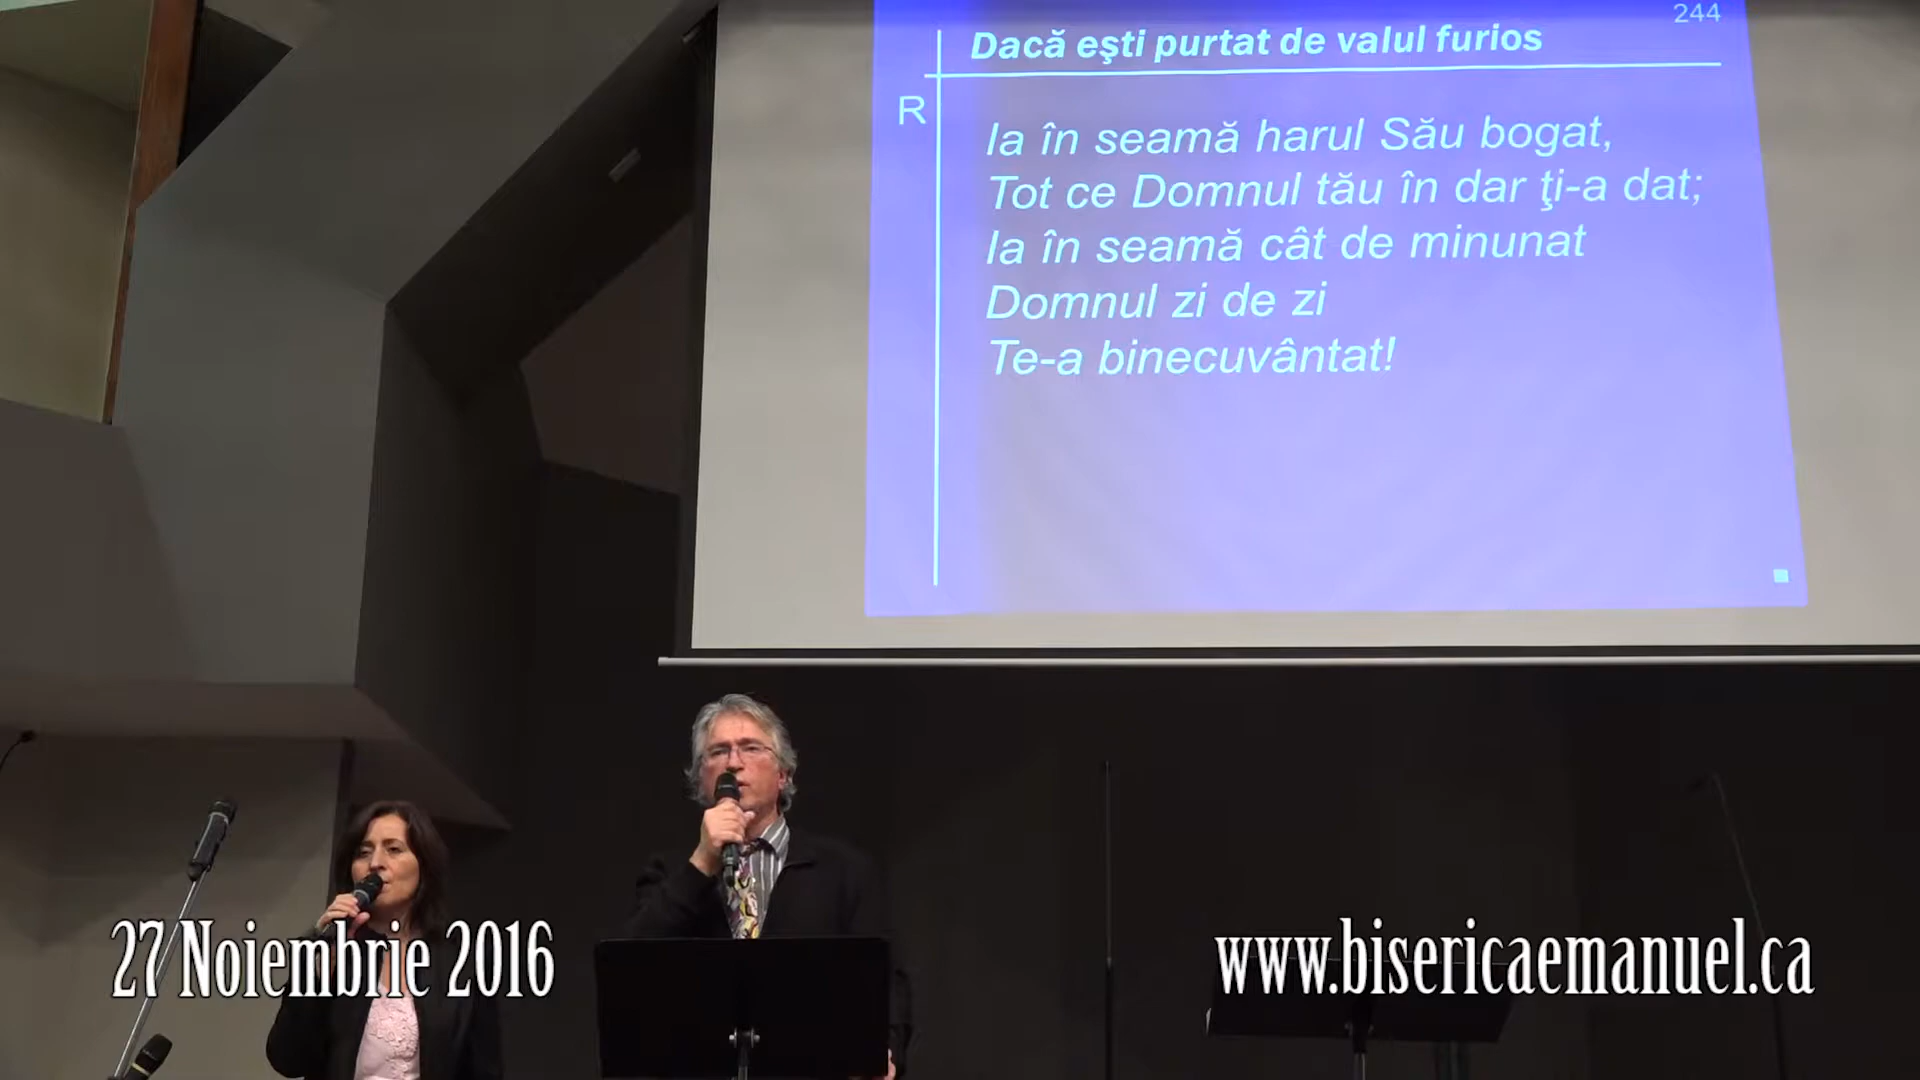 244
Dacă eşti purtat de valul furios
R
Ia în seamă harul Său bogat,
Tot ce Domnul tău în dar ţi-a dat;
Ia în seamă cât de minunat
Domnul zi de zi
Te-a binecuvântat!
27 Noiembrie 2016
www.bisericaemanuel.ca